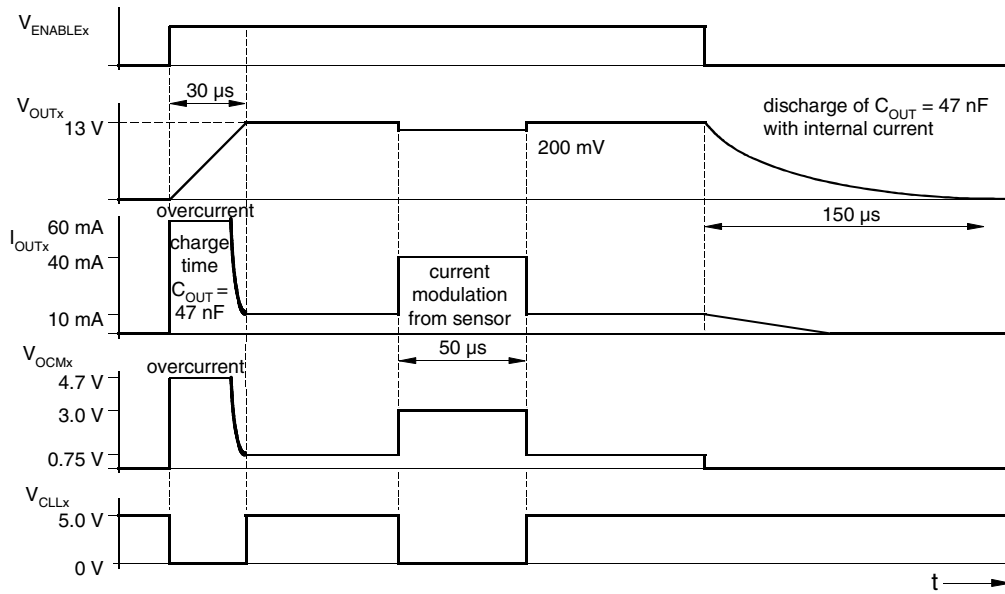 V_ENABLEx
30 µs
V_OUTx
13 V
discharge of C_OUT = 47 nF
with internal current
200 mV
150 µs
overcurrent
60 mA
I_OUTx
40 mA
charge
time
C_OUT =
47 nF
current
modulation
from sensor
10 mA
50 µs
V_OCMx
overcurrent
4.7 V
3.0 V
0.75 V
V_CLLx
5.0 V
0 V
t